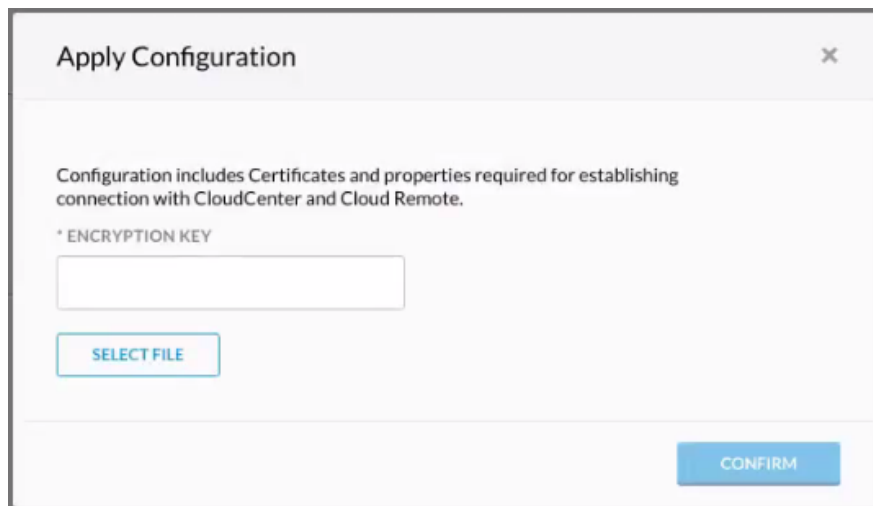 Apply Configuration
Configuration includes Certificates and properties required for establishing
connection with CloudCenter and Cloud Remote.
* ENCRYPTION KEY
SELECT FILE
CONFIRM